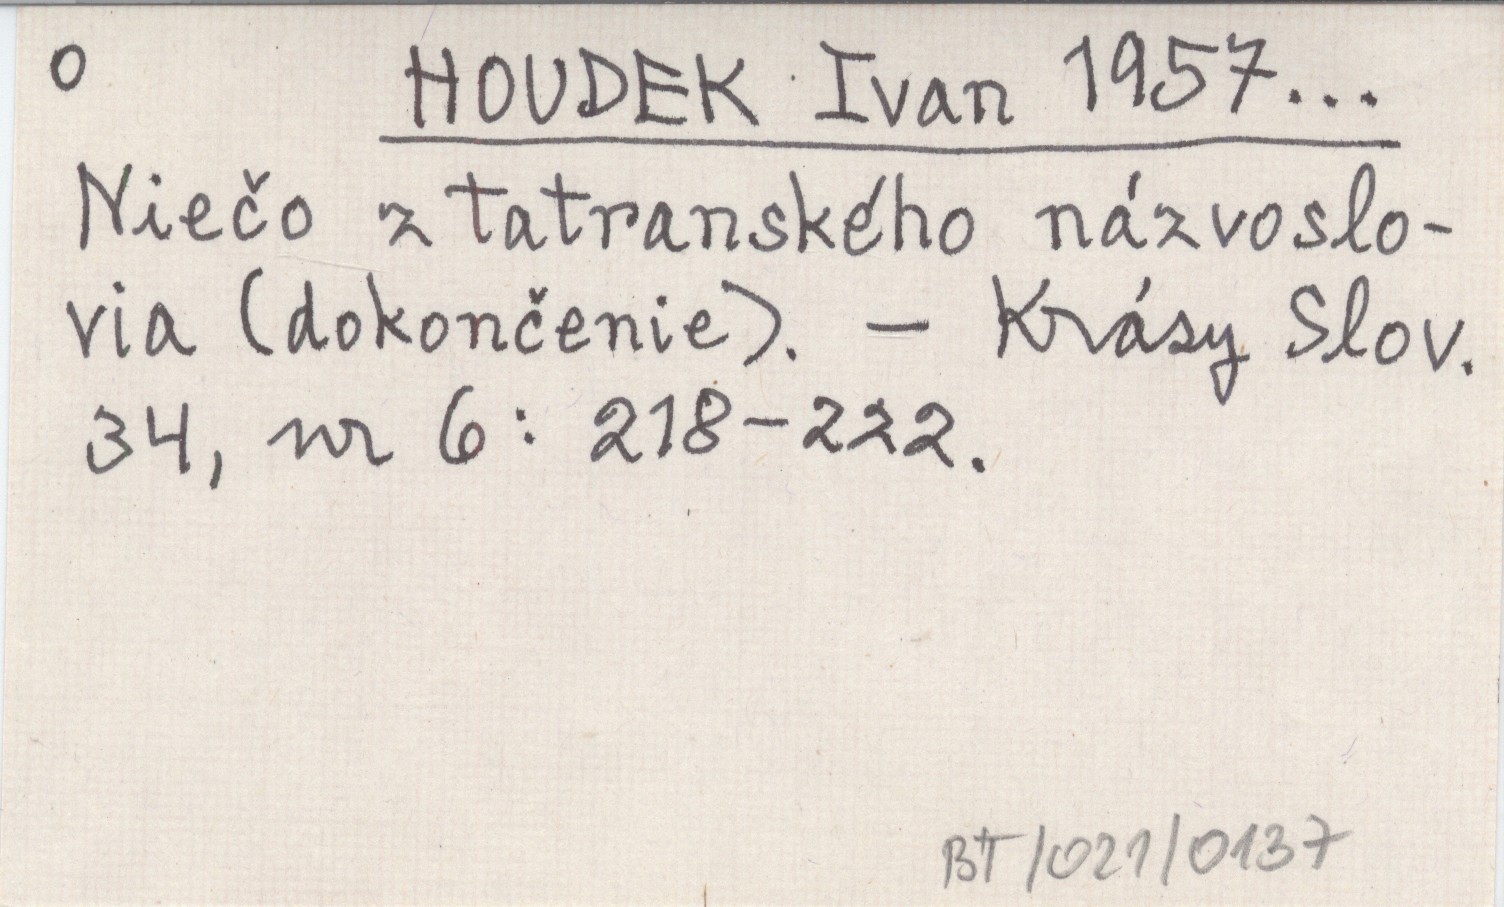 O HOUDEK Ivan 1957...
Niečo z tatranského názvoslo-
via (dokončenie). — Krásy Slov.
34, nr 6: 218-222.
BT/021/0137